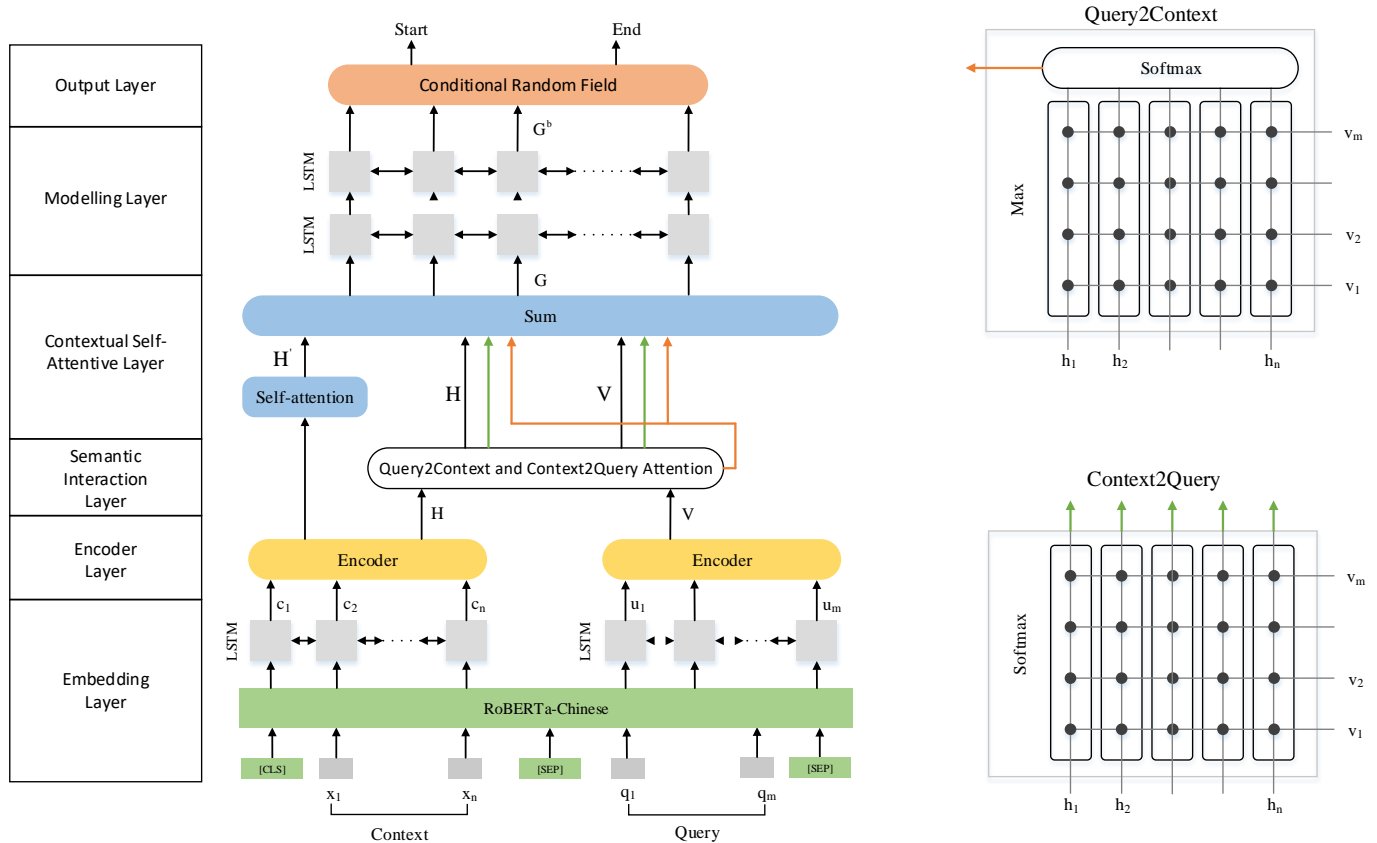 Output Layer
Modelling Layer
Contextual Self-
Attentive Layer
Semantic
Interaction
Layer
Encoder
Layer
Embedding
Layer
Start End
Conditional Random Field
G^b
LSTM
LSTM
G
Sum
H'
H
V
Self-attention
Query2Context and Context2Query Attention
H
V
Encoder
Encoder
c₁ c₂ cₙ
u₁ uₘ
LSTM
LSTM
RoBERTa-Chinese
[CLS] [SEP] [SEP]
x₁ xₙ q₁ qₘ
Context Query
Query2Context
Softmax
Max
vₘ
v₂
v₁
h₁ h₂ hₙ
Context2Query
Softmax
vₘ
v₂
v₁
h₁ h₂ hₙ